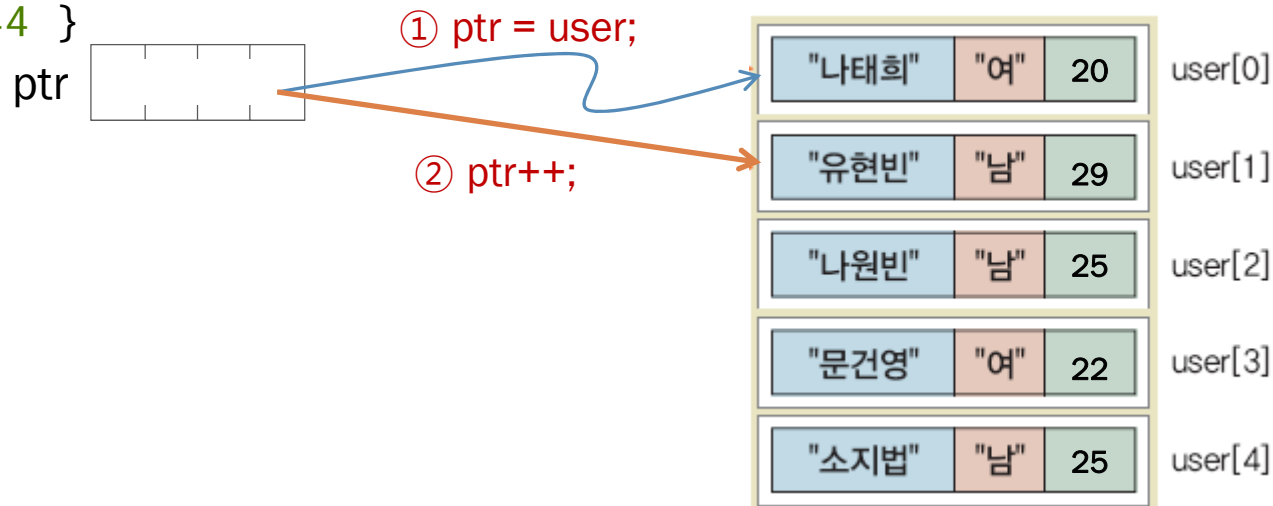 4 }
① ptr = user;
ptr
② ptr++;
"나태희" "여" 20 user[0]
"유현빈" "남" 29 user[1]
"나원빈" "남" 25 user[2]
"문건영" "여" 22 user[3]
"소지법" "남" 25 user[4]